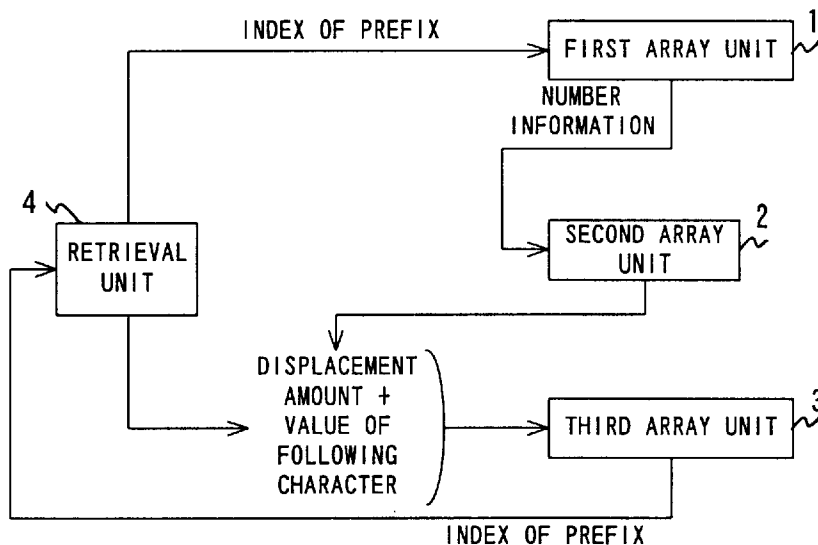 INDEX OF PREFIX
1
FIRST ARRAY UNIT
NUMBER
INFORMATION
4
RETRIEVAL
UNIT
2
SECOND ARRAY
UNIT
DISPLACEMENT
AMOUNT +
VALUE OF
FOLLOWING
CHARACTER
3
THIRD ARRAY UNIT
INDEX OF PREFIX